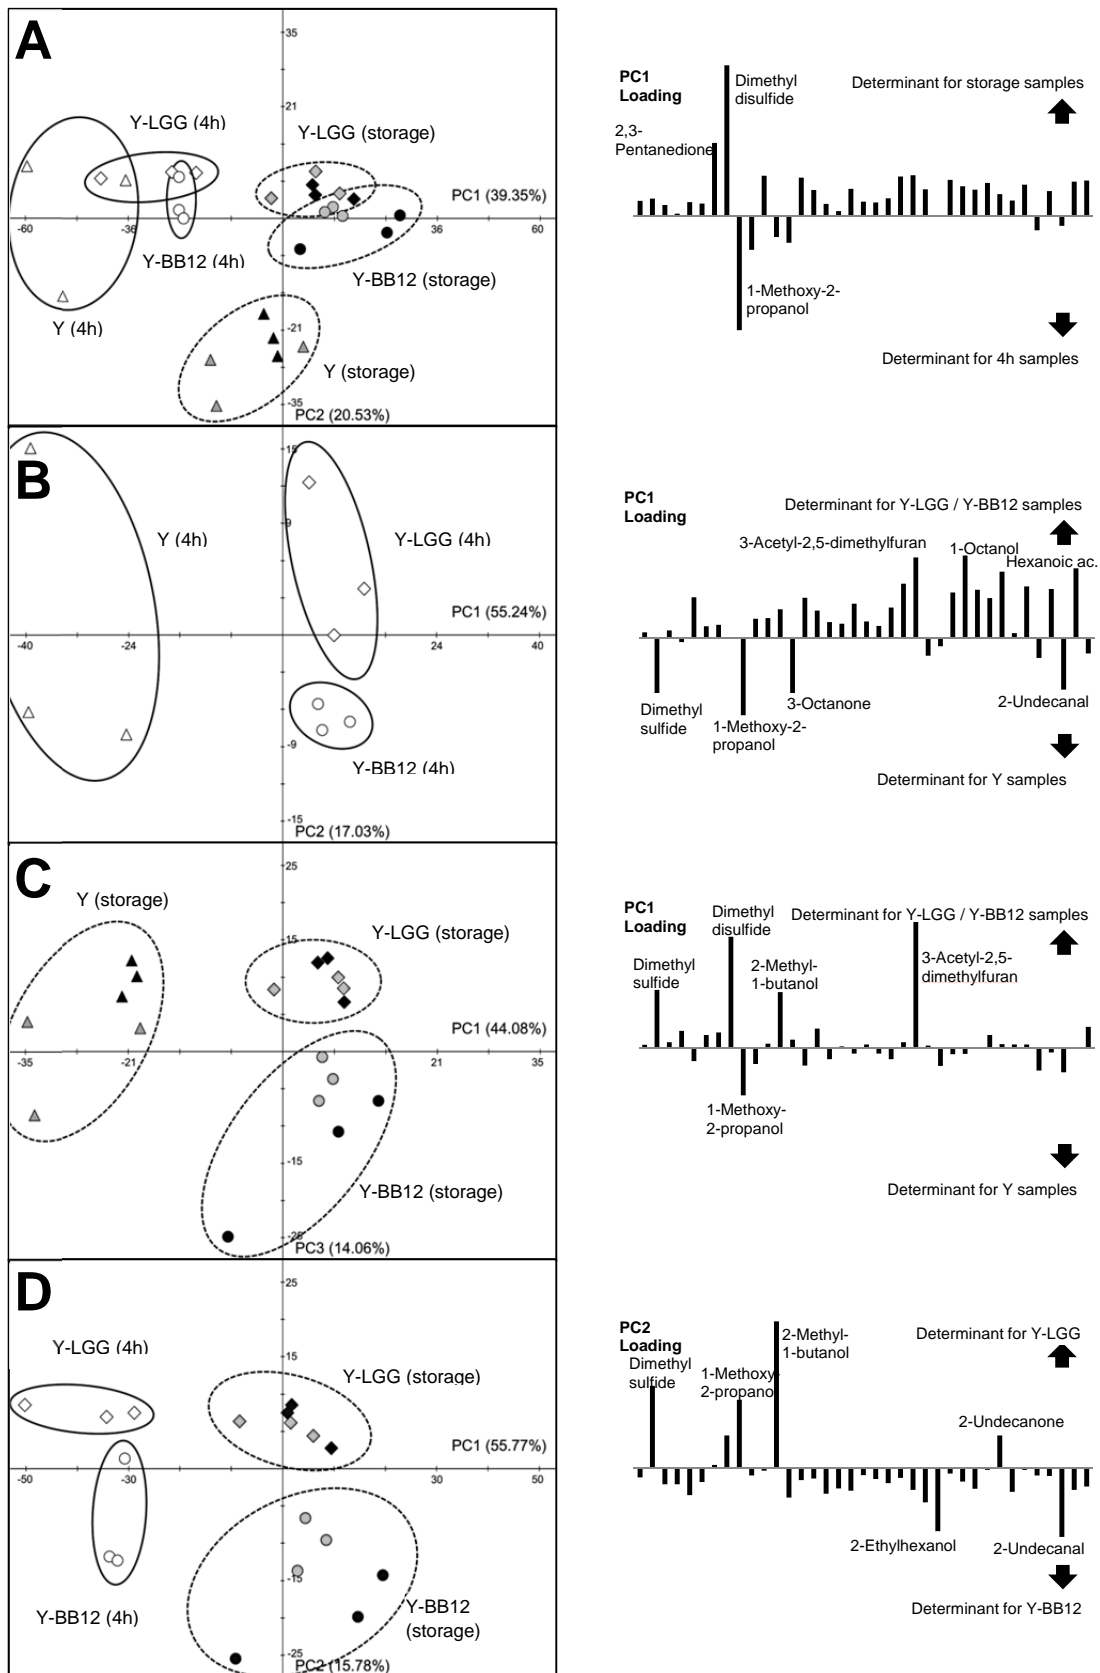 A
35
21
Y-LGG (4h)
Y-LGG (storage)
PC1 (39.35%)
-60
-36
36
60
Y-BB12 (4h)
Y-BB12 (storage)
Y (4h)
-21
Y (storage)
-35
PC2 (20.53%)
PC1
Loading
Dimethyl
disulfide
Determinant for storage samples
2,3-
Pentanedione
1-Methoxy-2-
propanol
Determinant for 4h samples
B
15
Y (4h)
9
Y-LGG (4h)
PC1 (55.24%)
-40
-24
24
40
-9
Y-BB12 (4h)
-15
PC2 (17.03%)
PC1
Loading
Determinant for Y-LGG / Y-BB12 samples
3-Acetyl-2,5-dimethylfuran
1-Octanol
Hexanoic ac.
Dimethyl
sulfide
1-Methoxy-2-
propanol
3-Octanone
2-Undecanal
Determinant for Y samples
C
25
Y (storage)
15
Y-LGG (storage)
PC1 (44.08%)
-35
-21
21
35
-15
Y-BB12 (storage)
-25
PC3 (14.06%)
PC1
Loading
Dimethyl
disulfide
Determinant for Y-LGG / Y-BB12 samples
Dimethyl
sulfide
2-Methyl-
1-butanol
3-Acetyl-2,5-
dimethylfuran
1-Methoxy-
2-propanol
Determinant for Y samples
D
25
Y-LGG (4h)
15
Y-LGG (storage)
PC1 (55.77%)
-50
-30
30
50
-15
Y-BB12 (4h)
Y-BB12
(storage)
-25
PC2 (15.78%)
PC2
Loading
2-Methyl-
1-butanol
Determinant for Y-LGG
Dimethyl
sulfide
1-Methoxy-
2-propanol
2-Undecanone
2-Ethylhexanol
2-Undecanal
Determinant for Y-BB12